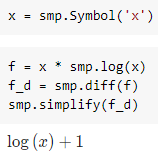 x = smp.Symbol('x')
f = x * smp.log(x)
f_d = smp.diff(f)
smp.simplify(f_d)
log (x) + 1